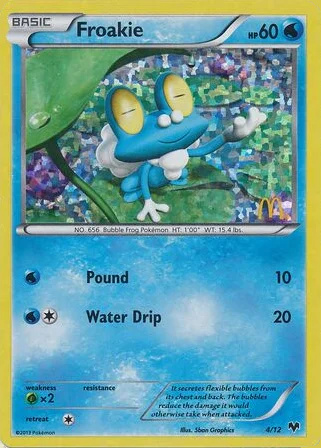 BASIC
Froakie HP60
NO. 656 Bubble Frog Pokémon HT: 1'00" WT: 15.4 lbs.
Pound 10
Water Drip 20
weakness resistance
×2
retreat
It secretes flexible bubbles from
its chest and back. The bubbles
reduce the damage it would
otherwise take when attacked.
©2013 Pokémon Illus. 5ban Graphics 4/12